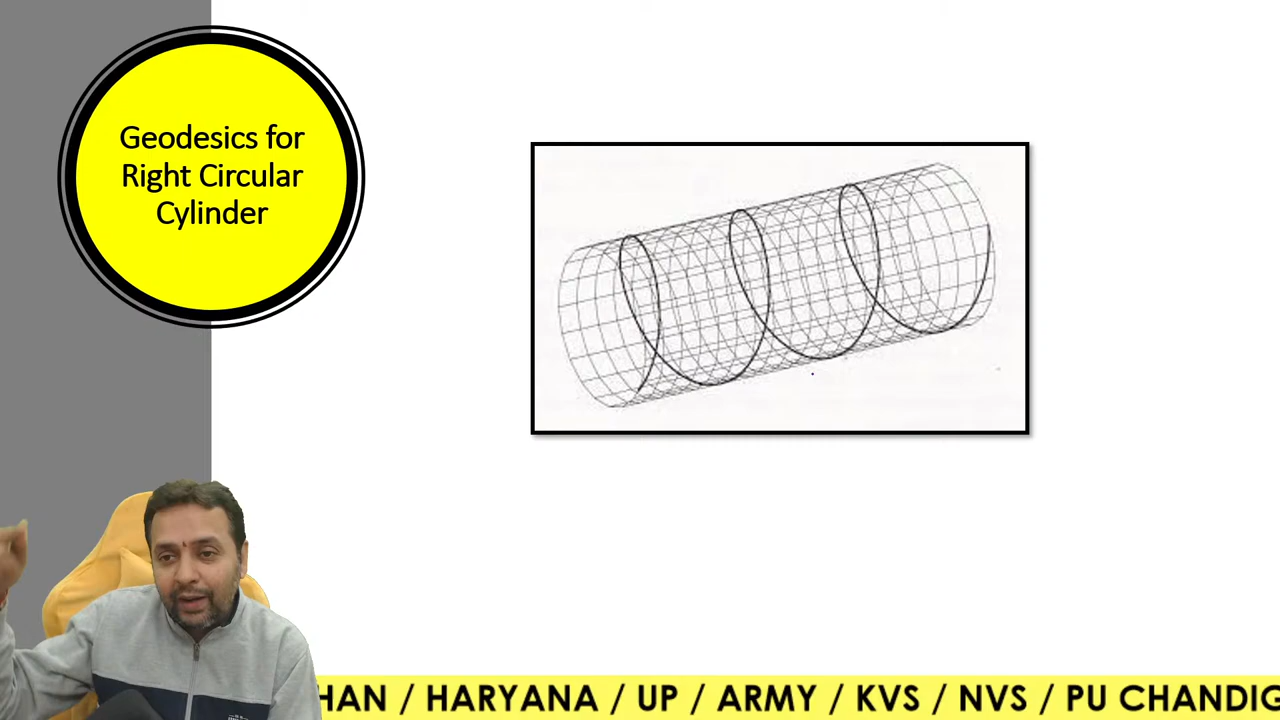 Geodesics for
Right Circular
Cylinder
HAN / HARYANA / UP / ARMY / KVS / NVS / PU CHANDIG